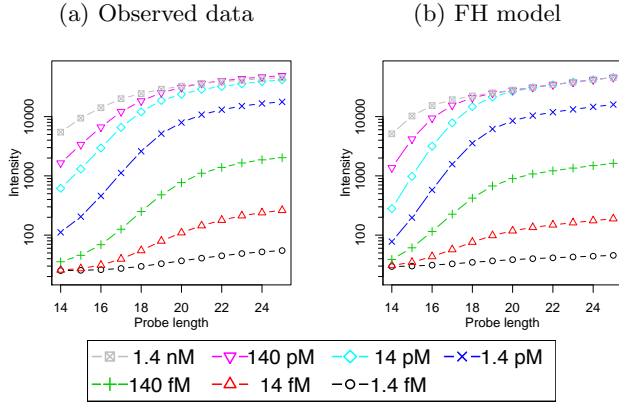 (a) Observed data
(b) FH model
Intensity
10000
1000
100
14 16 18 20 22 24
Probe length
Intensity
10000
1000
100
14 16 18 20 22 24
Probe length
1.4 nM 140 pM 14 pM 1.4 pM
140 fM 14 fM 1.4 fM